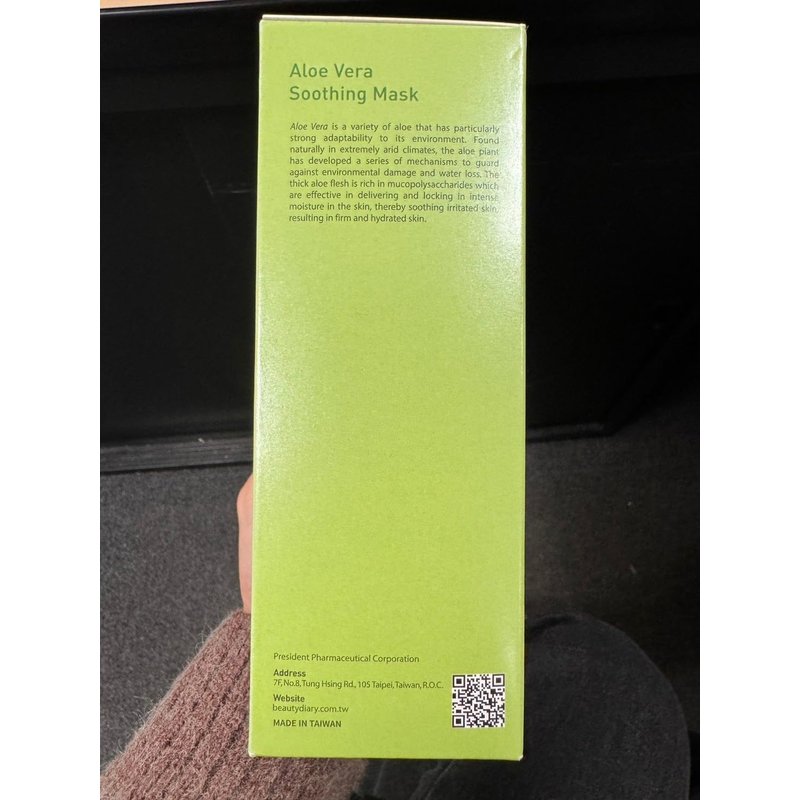 Aloe Vera
Soothing Mask
Aloe Vera is a variety of aloe that has particularly
strong adaptability to its environment. Found
naturally in extremely arid climates, the aloe plant
has developed a series of mechanisms to guard
against environmental damage and water loss. The
thick aloe flesh is rich in mucopolysaccharides which
are effective in delivering and locking in intense
moisture in the skin, thereby soothing irritated skin,
resulting in firm and hydrated skin.
President Pharmaceutical Corporation
Address
7F, No.8, Tung Hsing Rd., 105 Taipei, Taiwan, R.O.C.
Website
beautydiary.com.tw
MADE IN TAIWAN